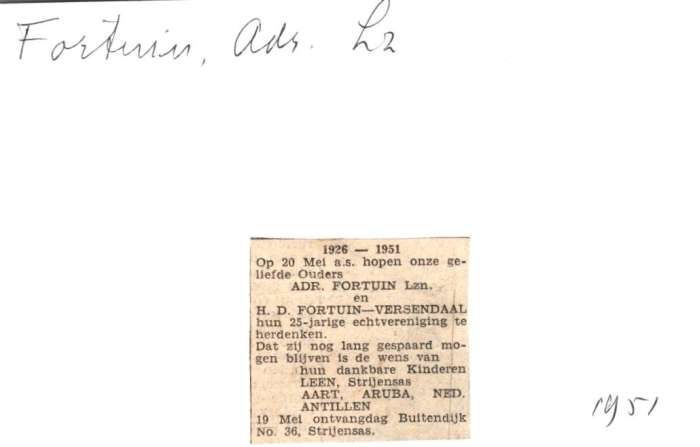 Fortuin, Adr. Lz
1926 — 1951
Op 20 Mei a.s. hopen onze ge-
liefde Ouders
ADR. FORTUIN Lzn.
en
H. D. FORTUIN—VERSENDAAL
hun 25-jarige echtvereniging te
herdenken.
Dat zij nog lang gespaard mo-
gen blijven is de wens van
hun dankbare Kinderen
LEEN, Strijensas
AART, ARUBA, NED.
ANTILLEN
19 Mei ontvangdag Buitendijk
No. 36, Strijensas.
1951